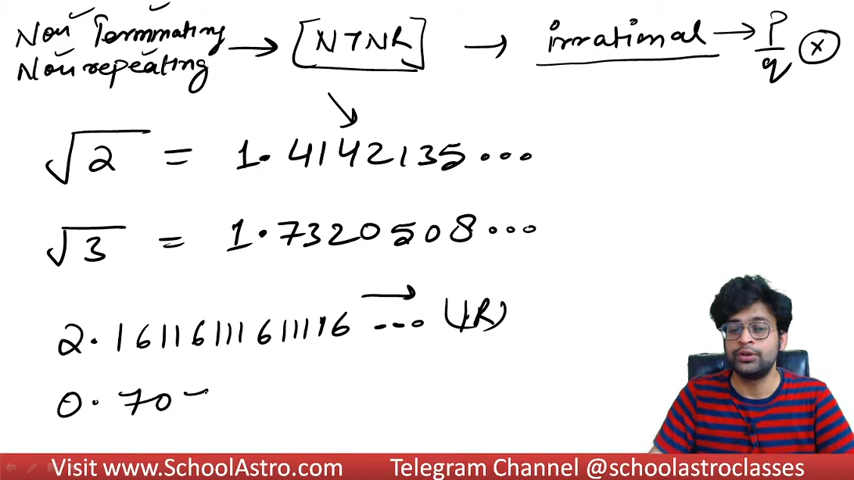 Non Terminating
Non repeating → [NTNR] → irrational → p/q ⓧ
√2 = 1.4142135...
√3 = 1.7320508...
2.16116111611116 ... (IR)
0.70
Visit www.SchoolAstro.com Telegram Channel @schoolastroclasses